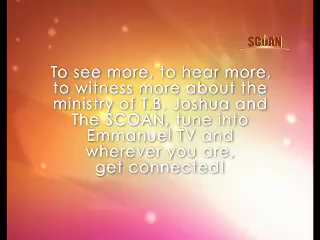 SCOAN
To see more, to hear more,
to witness more about the
ministry of T.B. Joshua and
The SCOAN, tune into
Emmanuel TV and
wherever you are,
get connected!